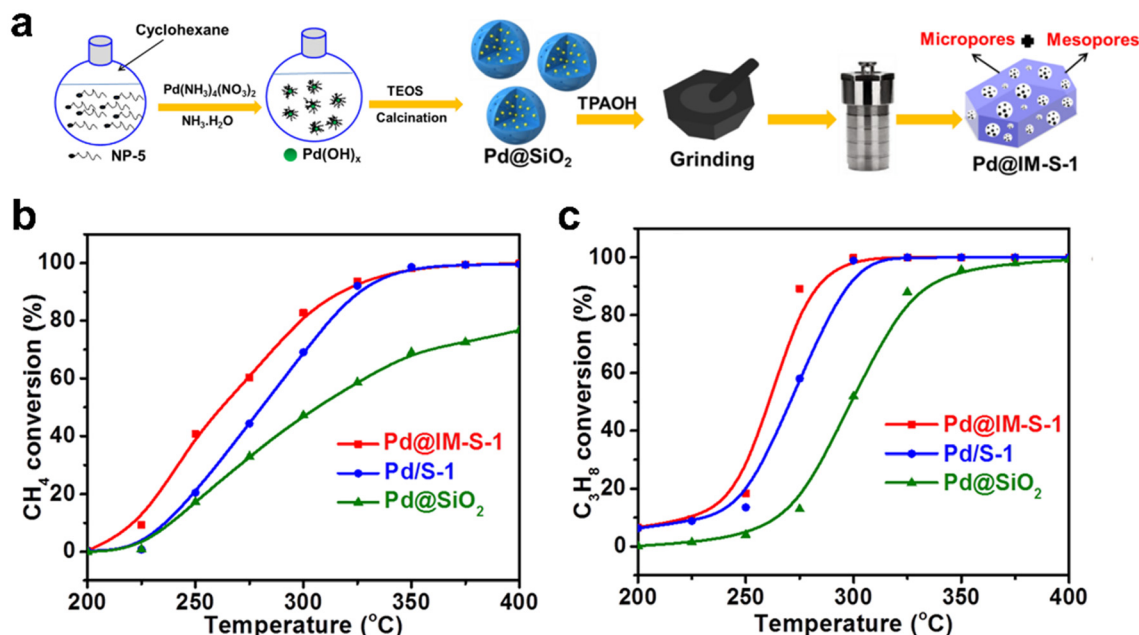 a
Cyclohexane
NP-5
Pd(NH₃)₄(NO₃)₂
NH₃.H₂O
Pd(OH)ₓ
TEOS
Calcination
Pd@SiO₂
TPAOH
Grinding
Micropores + Mesopores
Pd@IM-S-1
b
CH₄ conversion (%)
100
80
60
40
20
0
Pd@IM-S-1
Pd/S-1
Pd@SiO₂
200 250 300 350 400
Temperature (°C)
c
C₃H₈ conversion (%)
100
80
60
40
20
0
Pd@IM-S-1
Pd/S-1
Pd@SiO₂
200 250 300 350 400
Temperature (°C)